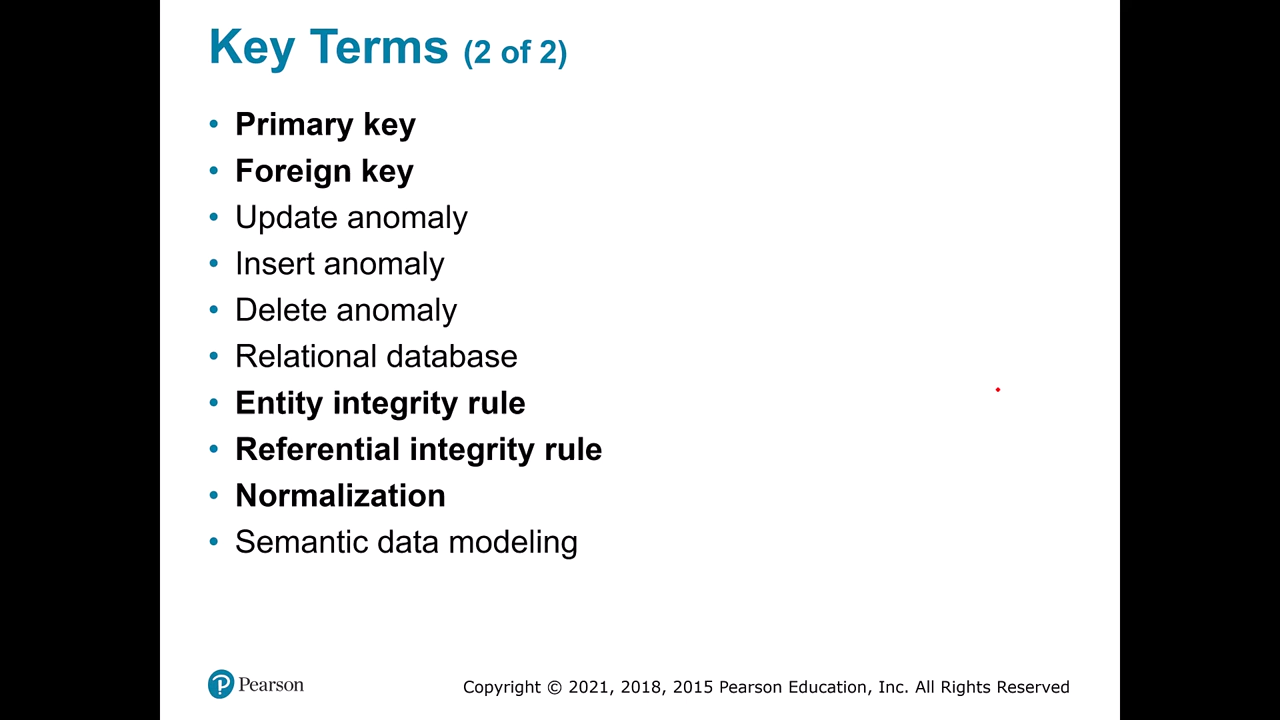 Key Terms (2 of 2)
• Primary key
• Foreign key
• Update anomaly
• Insert anomaly
• Delete anomaly
• Relational database
• Entity integrity rule
• Referential integrity rule
• Normalization
• Semantic data modeling
P Pearson
Copyright © 2021, 2018, 2015 Pearson Education, Inc. All Rights Reserved